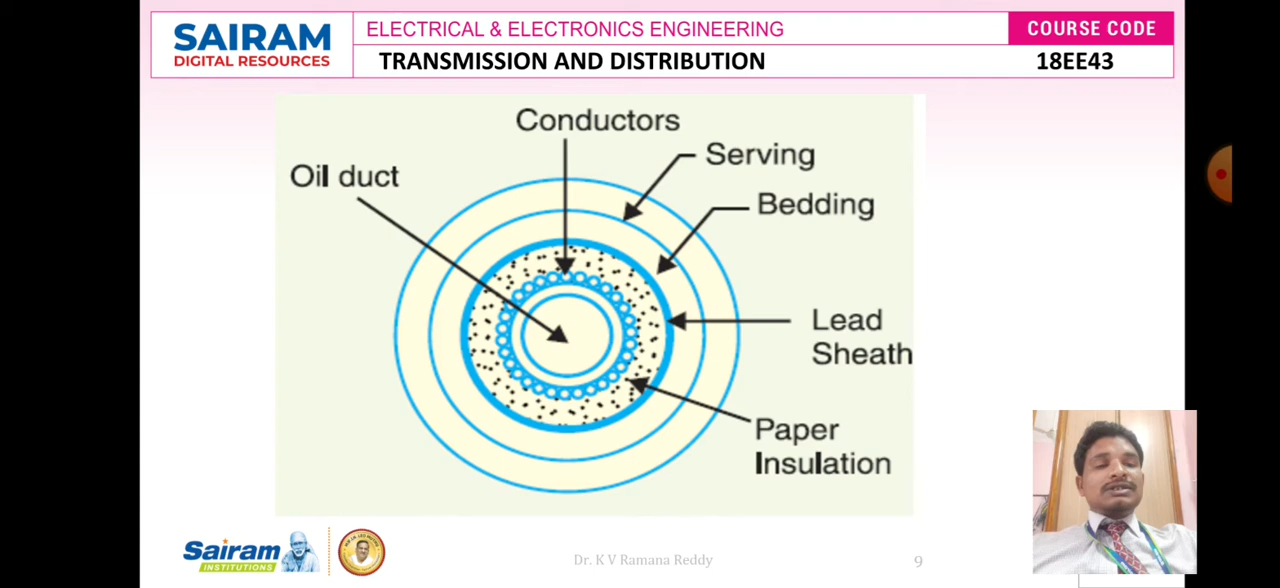 SAIRAM
DIGITAL RESOURCES
ELECTRICAL & ELECTRONICS ENGINEERING
COURSE CODE
TRANSMISSION AND DISTRIBUTION
18EE43
Conductors
Serving
Oil duct
Bedding
Lead
Sheath
Paper
Insulation
Sairam
INSTITUTIONS
Dr. K V Ramana Reddy
9